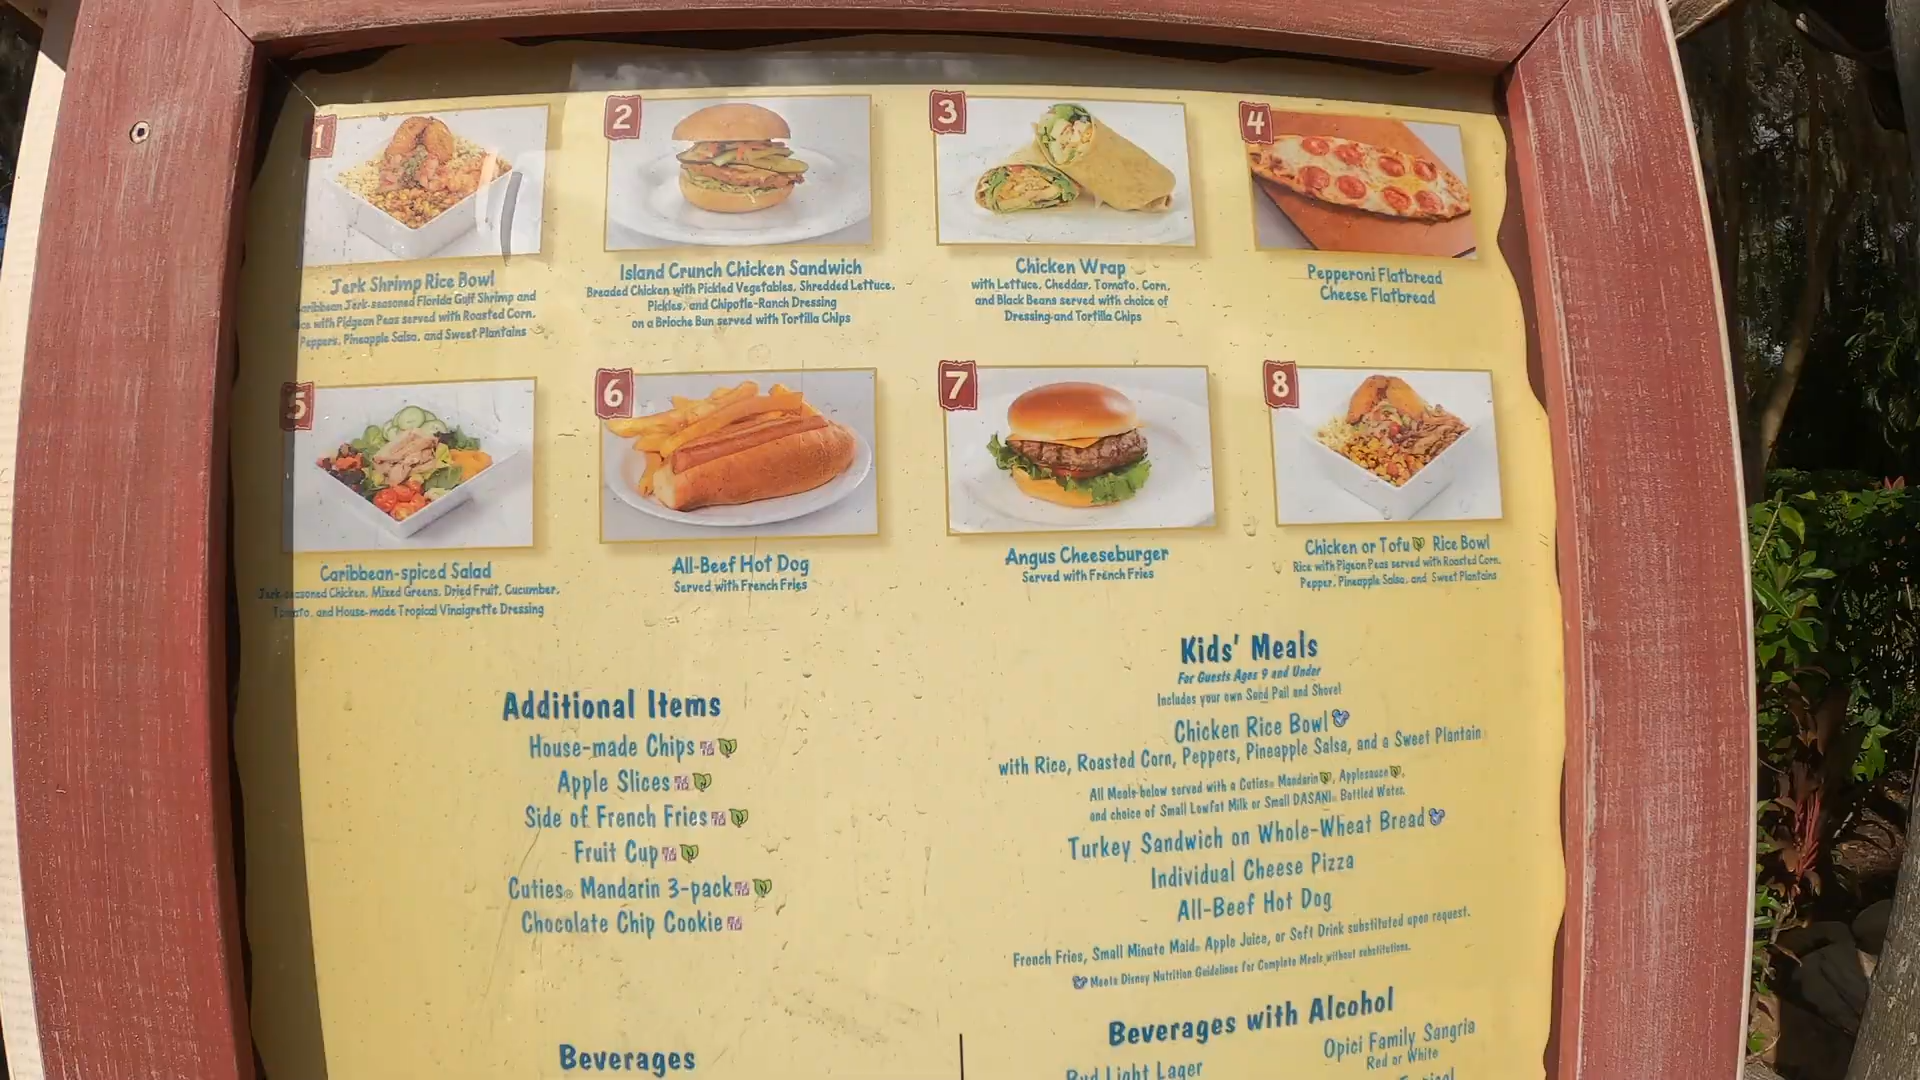 1
Jerk Shrimp Rice Bowl
Caribbean Jerk-seasoned Florida Gulf Shrimp and
with Pidgeon Peas served with Roasted Corn,
Peppers, Pineapple Salsa, and Sweet Plantains
2
Island Crunch Chicken Sandwich
Breaded Chicken with Pickled Vegetables, Shredded Lettuce,
Pickles, and Chipotle-Ranch Dressing
on a Brioche Bun served with Tortilla Chips
3
Chicken Wrap
with Lettuce, Cheddar, Tomato, Corn,
and Black Beans served with choice of
Dressing and Tortilla Chips
4
Pepperoni Flatbread
Cheese Flatbread
5
Caribbean-spiced Salad
Jerk-seasoned Chicken, Mixed Greens, Dried Fruit, Cucumber,
Tomato, and House-made Tropical Vinaigrette Dressing
6
All-Beef Hot Dog
Served with French Fries
7
Angus Cheeseburger
Served with French Fries
8
Chicken or Tofu Rice Bowl
Rice with Pigeon Peas served with Roasted Corn,
Pepper, Pineapple Salsa, and Sweet Plantains
Additional Items
House-made Chips
Apple Slices
Side of French Fries
Fruit Cup
Cuties® Mandarin 3-pack
Chocolate Chip Cookie
Beverages
Kids' Meals
For Guests Ages 9 and Under
Includes your own Sand Pail and Shovel
Chicken Rice Bowl
with Rice, Roasted Corn, Peppers, Pineapple Salsa, and a Sweet Plantain
All Meals below served with a Cuties® Mandarin, Applesauce,
and choice of Small Lowfat Milk or Small DASANI® Bottled Water.
Turkey Sandwich on Whole-Wheat Bread
Individual Cheese Pizza
All-Beef Hot Dog
French Fries, Small Minute Maid® Apple Juice, or Soft Drink substituted upon request.
Meets Disney Nutrition Guidelines for Complete Meals without substitutions.
Beverages with Alcohol
Bud Light Lager
Opici Family Sangria
Red or White